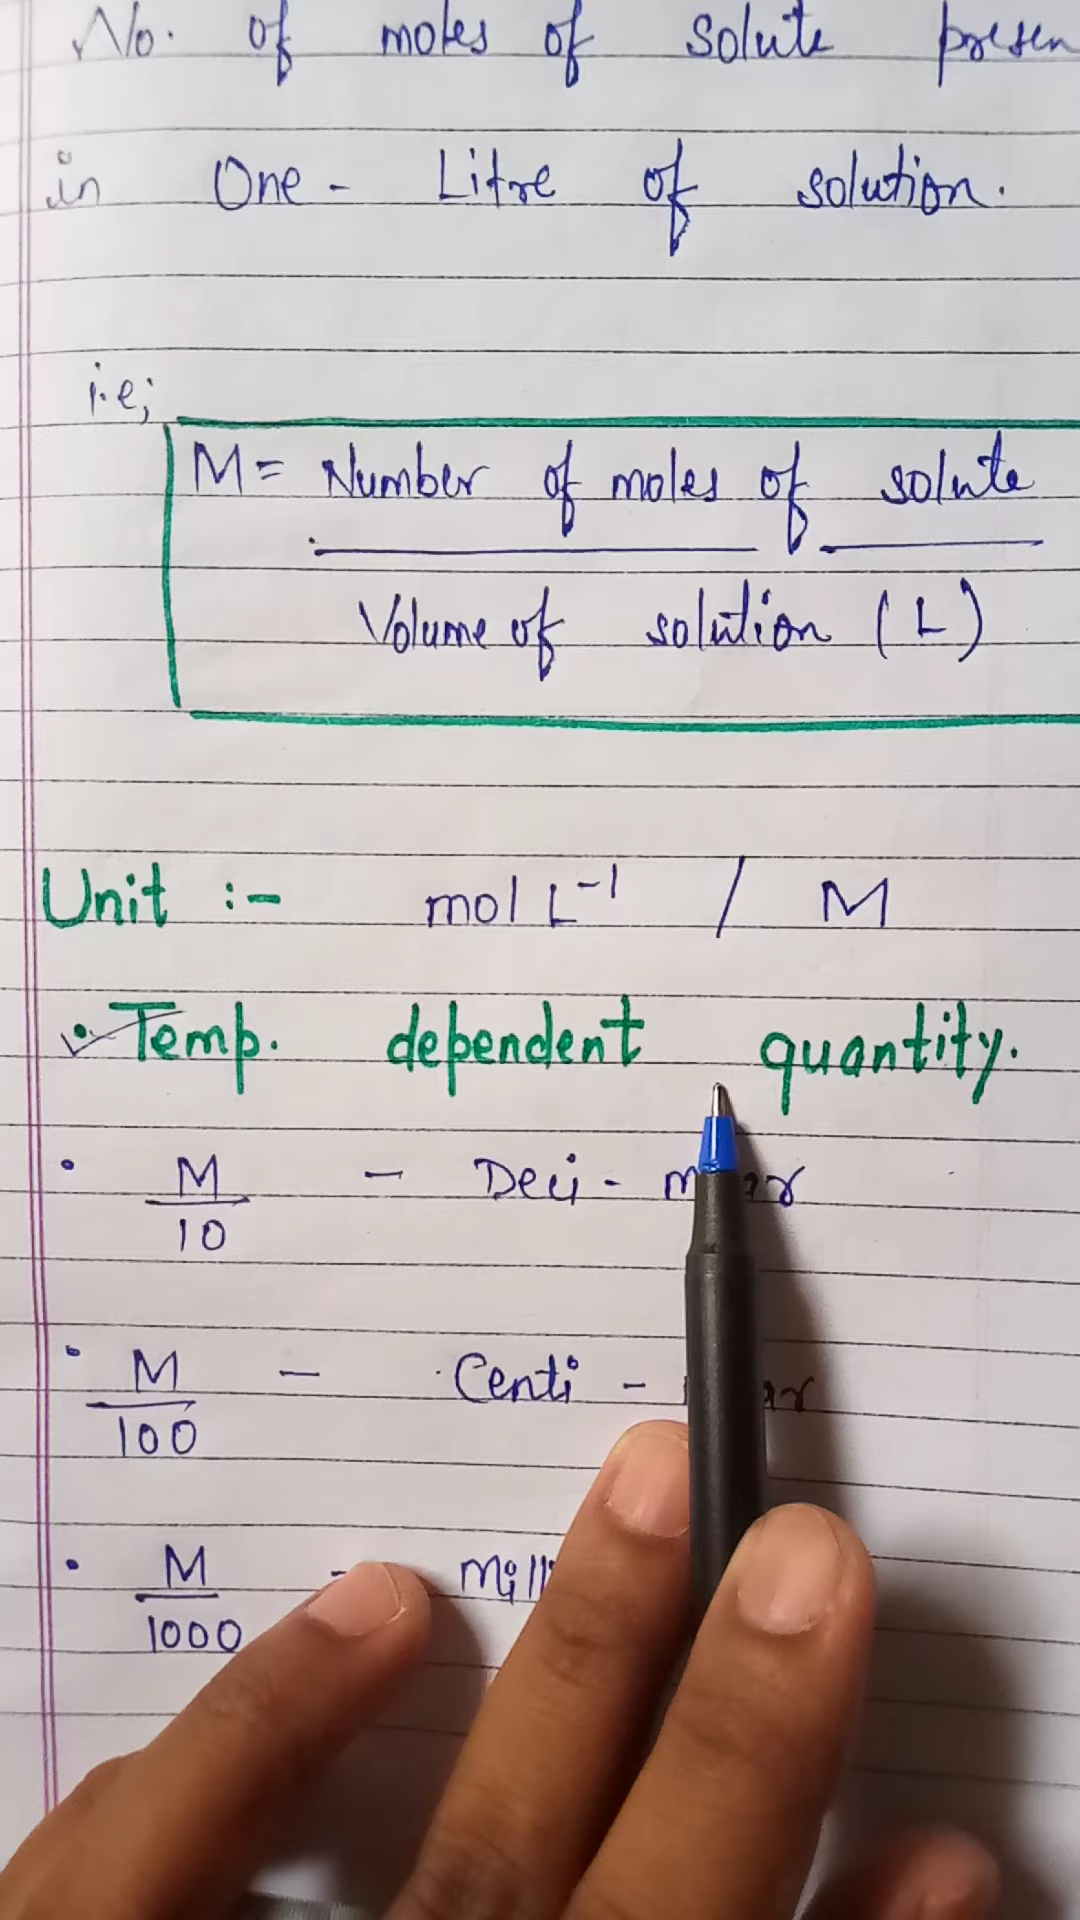 No. of moles of solute presen
in One - Litre of solution.
i.e;
M = Number of moles of solute
Volume of solution (L)
Unit :- mol L⁻¹ / M
• Temp. dependent quantity.
• M/10 - Deci -
• M/100 - Centi -
• M/1000 - Milli